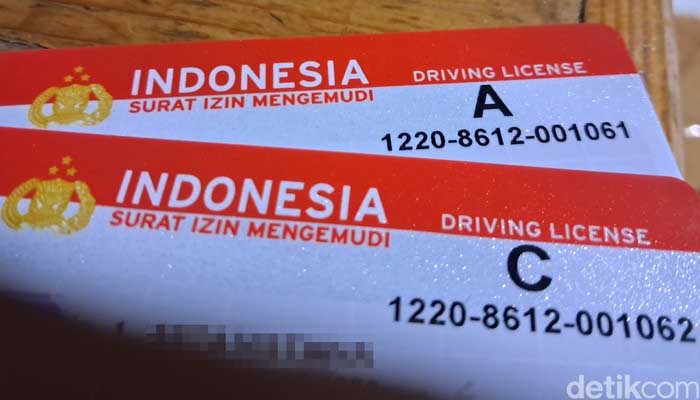 INDONESIA
SURAT IZIN MENGEMUDI
DRIVING LICENSE
A
1220-8612-001061
INDONESIA
SURAT IZIN MENGEMUDI
DRIVING LICENSE
C
1220-8612-001062
detikcom